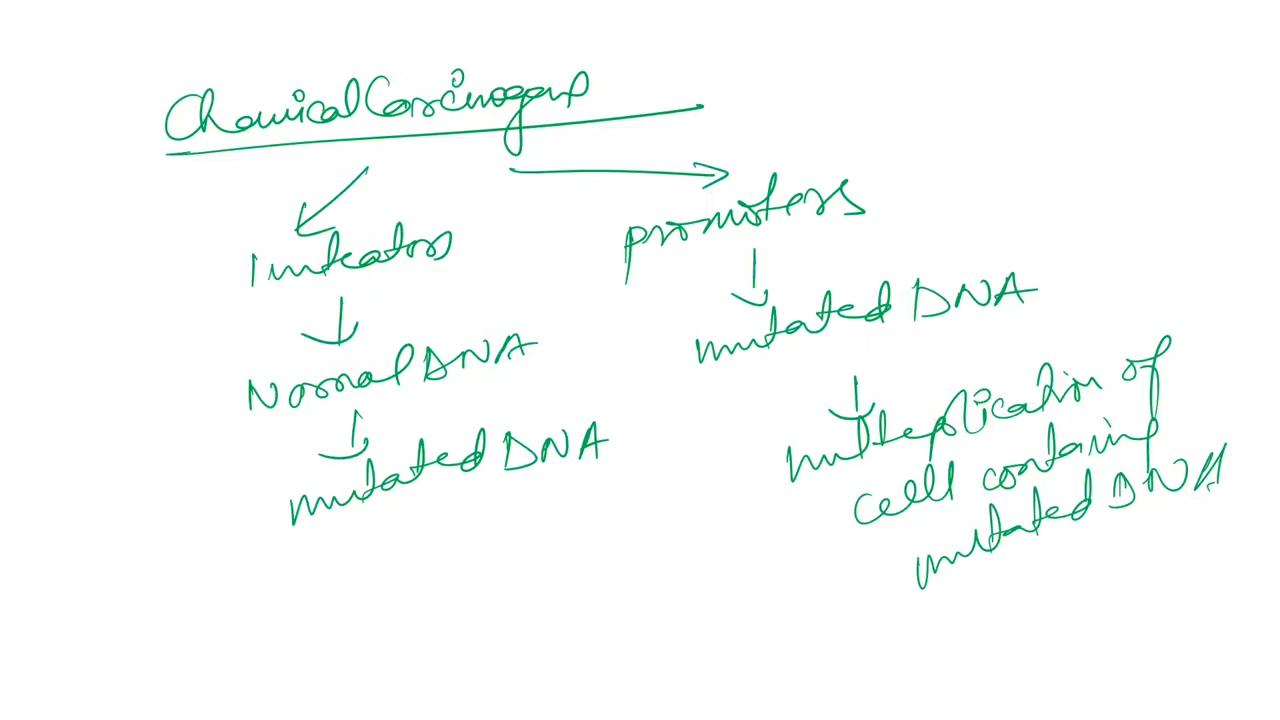 Chemical Carcinogens
Initiators
Normal DNA
mutated DNA
promoters
mutated DNA
multiplication of
cell containing
mutated DNA